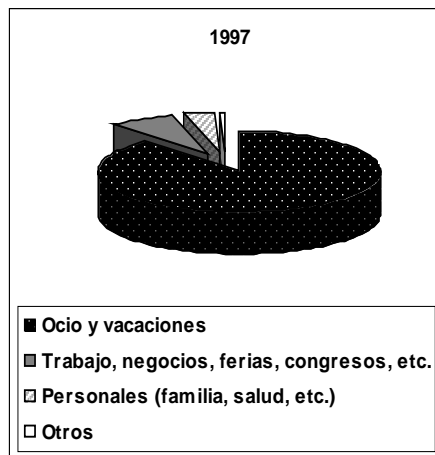 1997
Ocio y vacaciones
Trabajo, negocios, ferias, congresos, etc.
Personales (familia, salud, etc.)
Otros